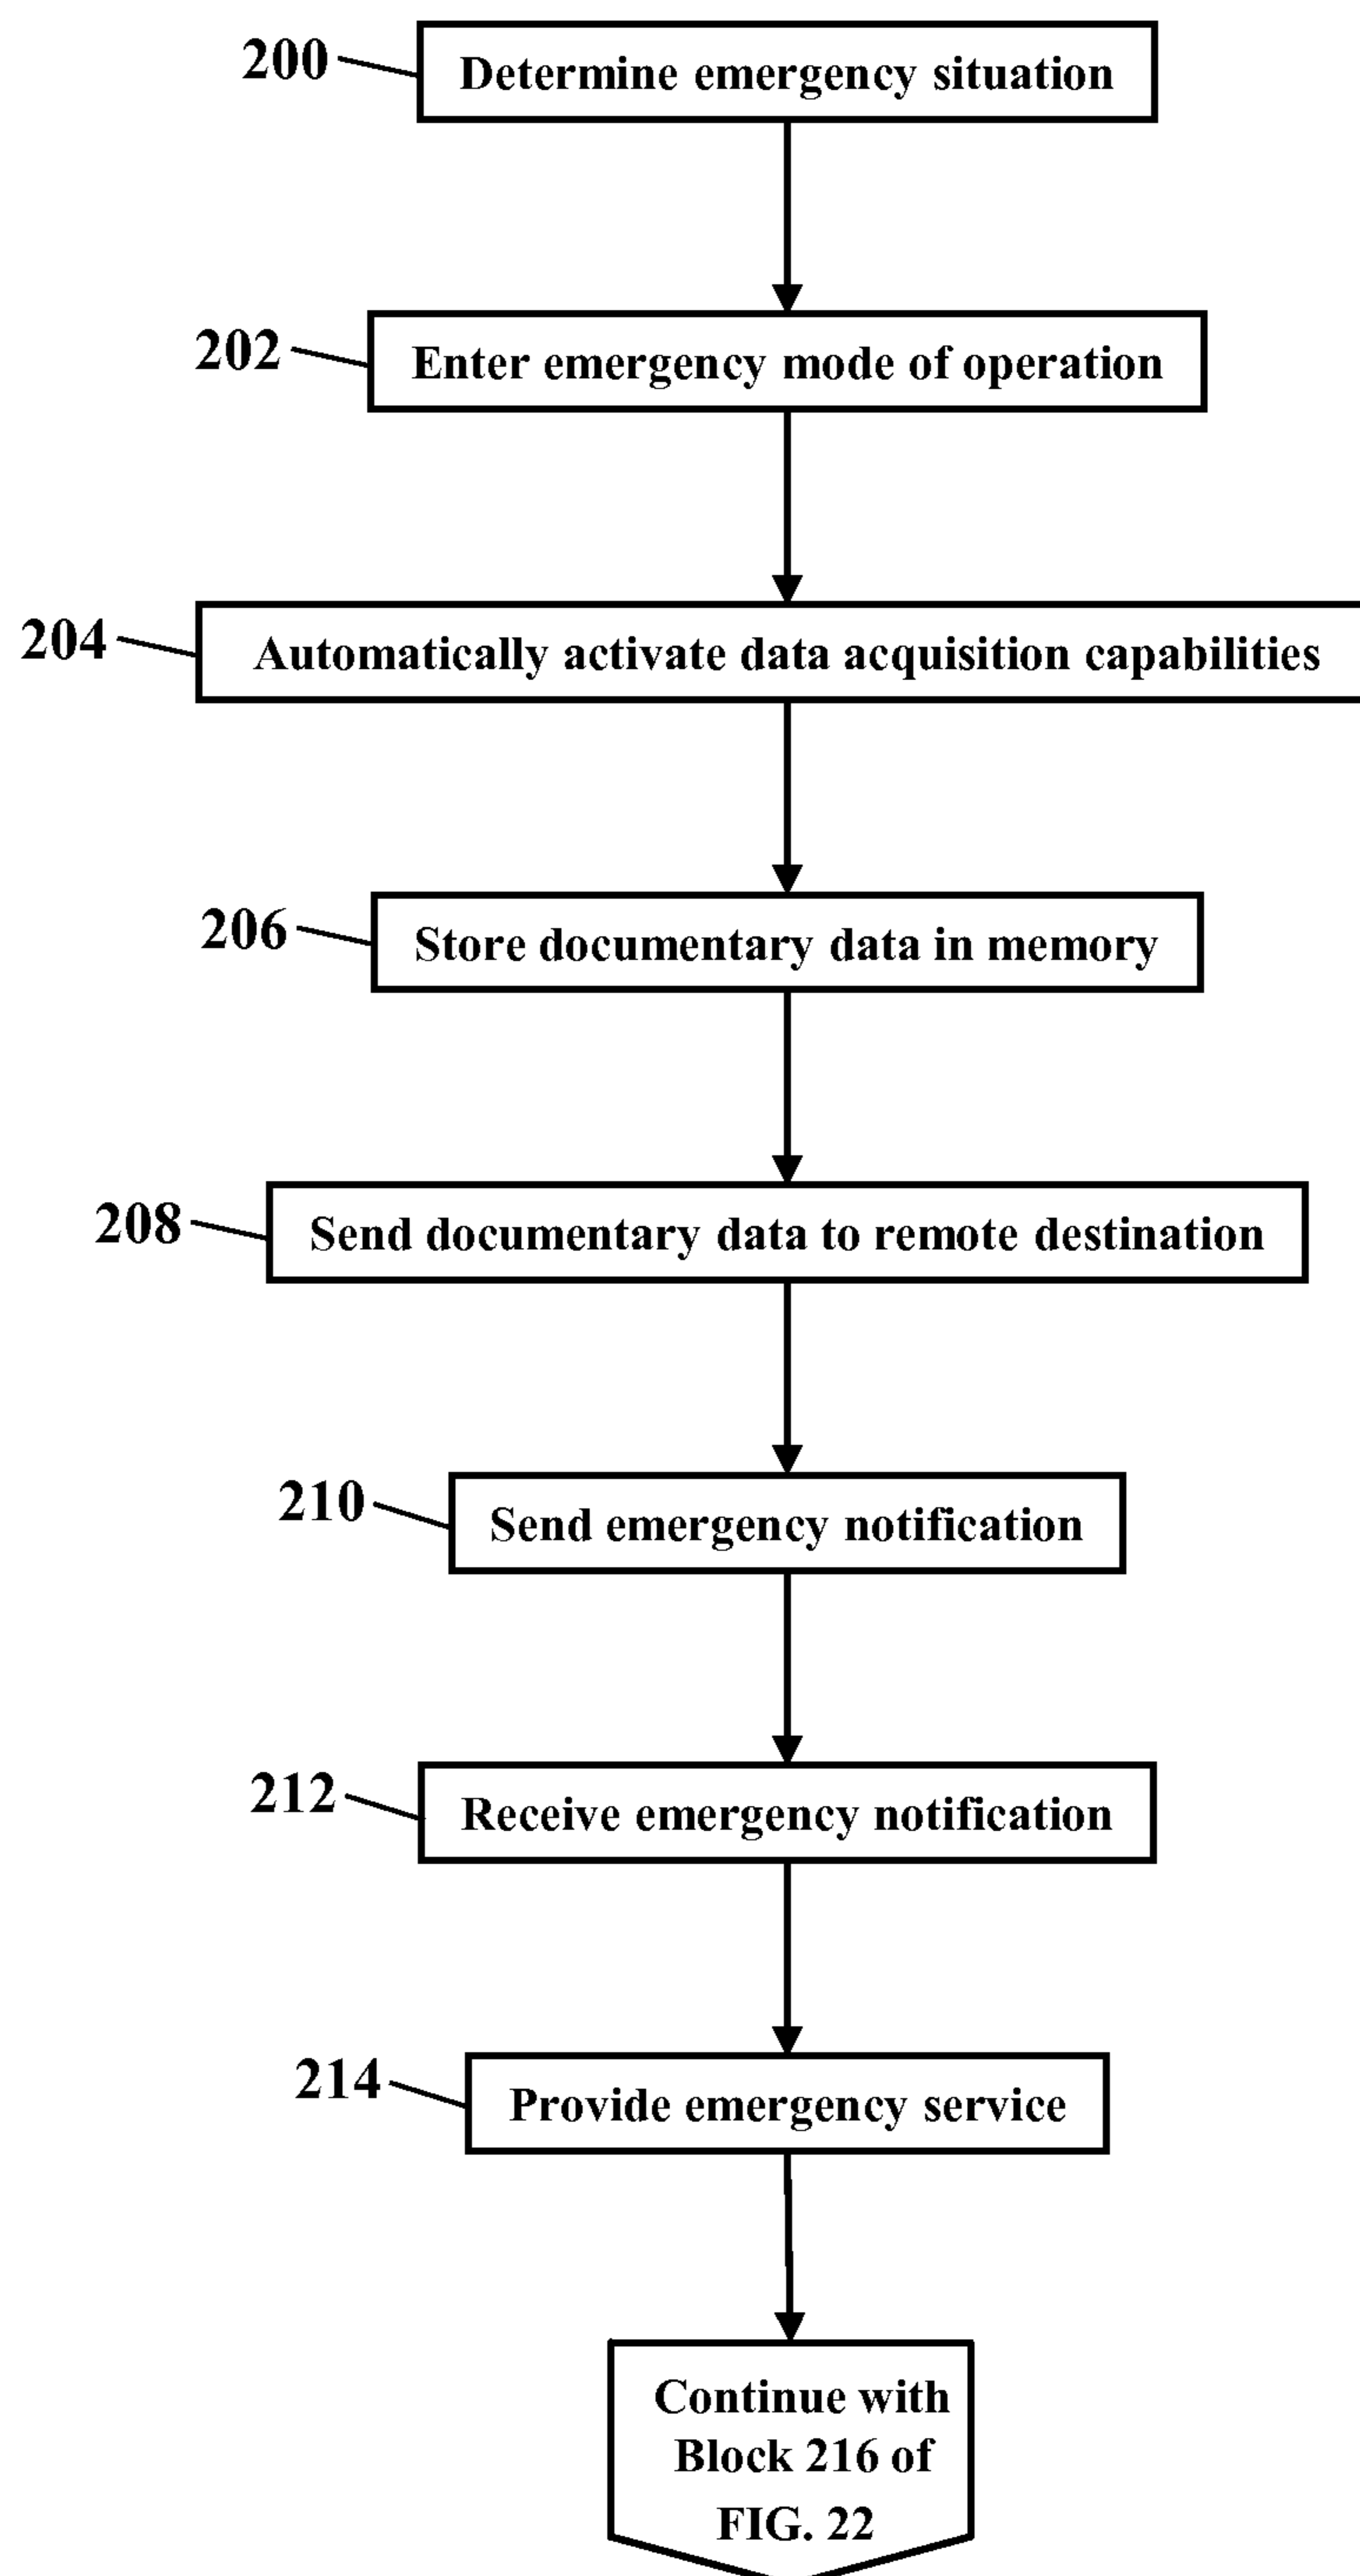 200 Determine emergency situation
202 Enter emergency mode of operation
204 Automatically activate data acquisition capabilities
206 Store documentary data in memory
208 Send documentary data to remote destination
210 Send emergency notification
212 Receive emergency notification
214 Provide emergency service
Continue with
Block 216 of
FIG. 22